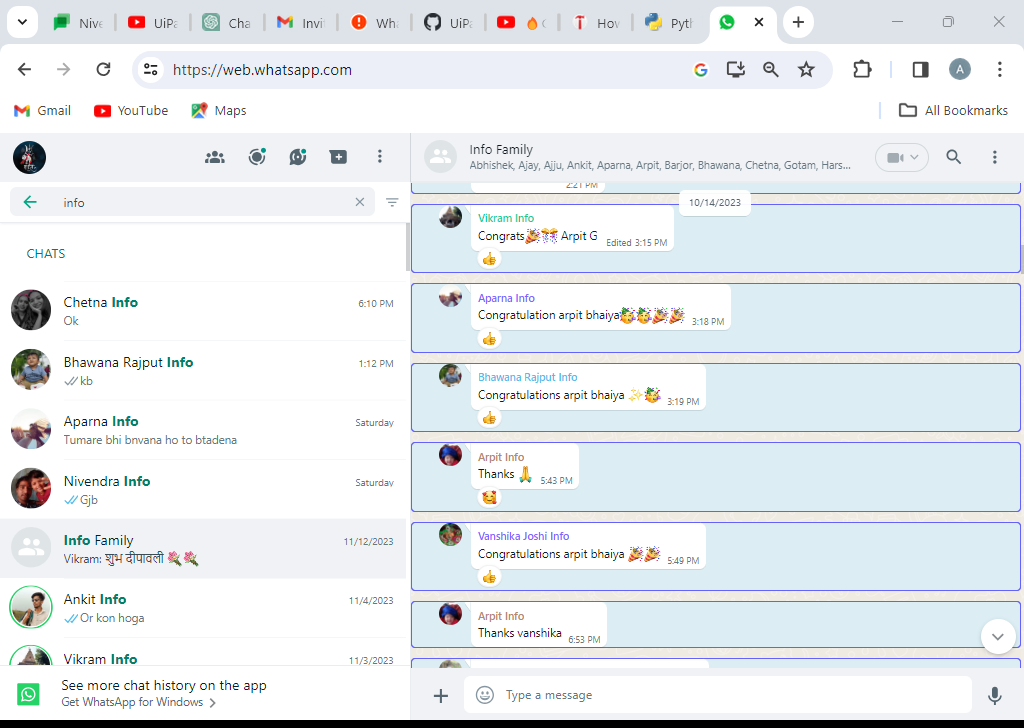 Nive
UiPa
Cha
Invi
Wh
UiPa
How
Pyth
https://web.whatsapp.com
A
Gmail
YouTube
Maps
All Bookmarks
info
CHATS
Chetna Info
6:10 PM
Ok
Bhawana Rajput Info
1:12 PM
kb
Aparna Info
Saturday
Tumare bhi bnvana ho to btadena
Nivendra Info
Saturday
Gjb
Info Family
11/12/2023
Vikram: शुभ दीपावली
Ankit Info
11/4/2023
Or kon hoga
Vikram Info
11/3/2023
See more chat history on the app
Get WhatsApp for Windows
Info Family
Abhishek, Ajay, Ajju, Ankit, Aparna, Arpit, Barjor, Bhawana, Chetna, Gotam, Hars...
2:21 PM
10/14/2023
Vikram Info
Congrats🎉🎊 Arpit G
Edited 3:15 PM
Aparna Info
Congratulation arpit bhaiya🥳🥳🎉🎉
3:18 PM
Bhawana Rajput Info
Congratulations arpit bhaiya ✨🥳
3:19 PM
Arpit Info
Thanks 🙏
5:43 PM
Vanshika Joshi Info
Congratulations arpit bhaiya 🎉🎉
5:49 PM
Arpit Info
Thanks vanshika
6:53 PM
Type a message